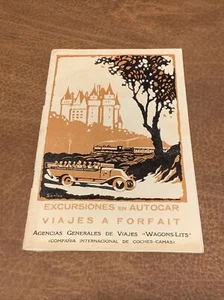 EXCURSIONES EN AUTOCAR
VIAJES A FORFAIT
AGENCIAS GENERALES DE VIAJES «WAGONS-LITS»
(COMPAÑIA INTERNACIONAL DE COCHES-CAMAS)